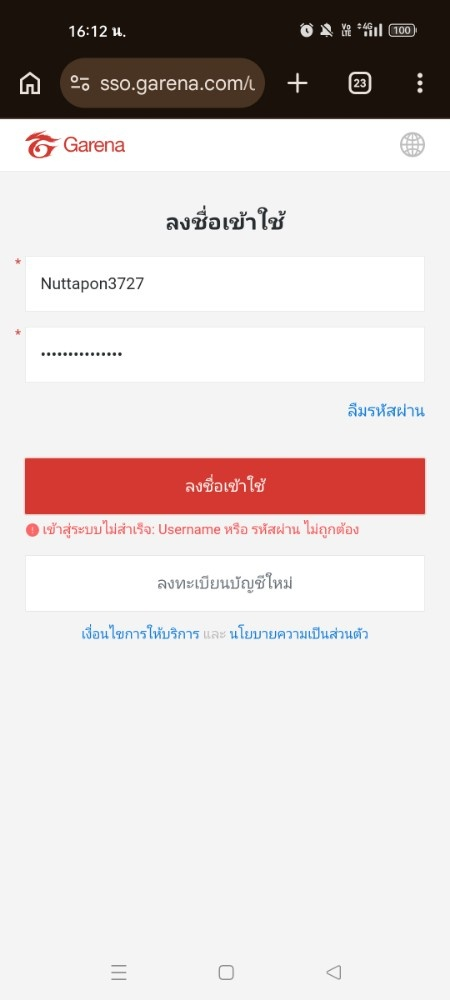 16:12 น.
Vo LTE 4G 100
sso.garena.com/u
23
Garena
ลงชื่อเข้าใช้
* Nuttapon3727
* •••••••••••••••
ลืมรหัสผ่าน
ลงชื่อเข้าใช้
เข้าสู่ระบบไม่สำเร็จ: Username หรือ รหัสผ่าน ไม่ถูกต้อง
ลงทะเบียนบัญชีใหม่
เงื่อนไขการให้บริการ และ นโยบายความเป็นส่วนตัว